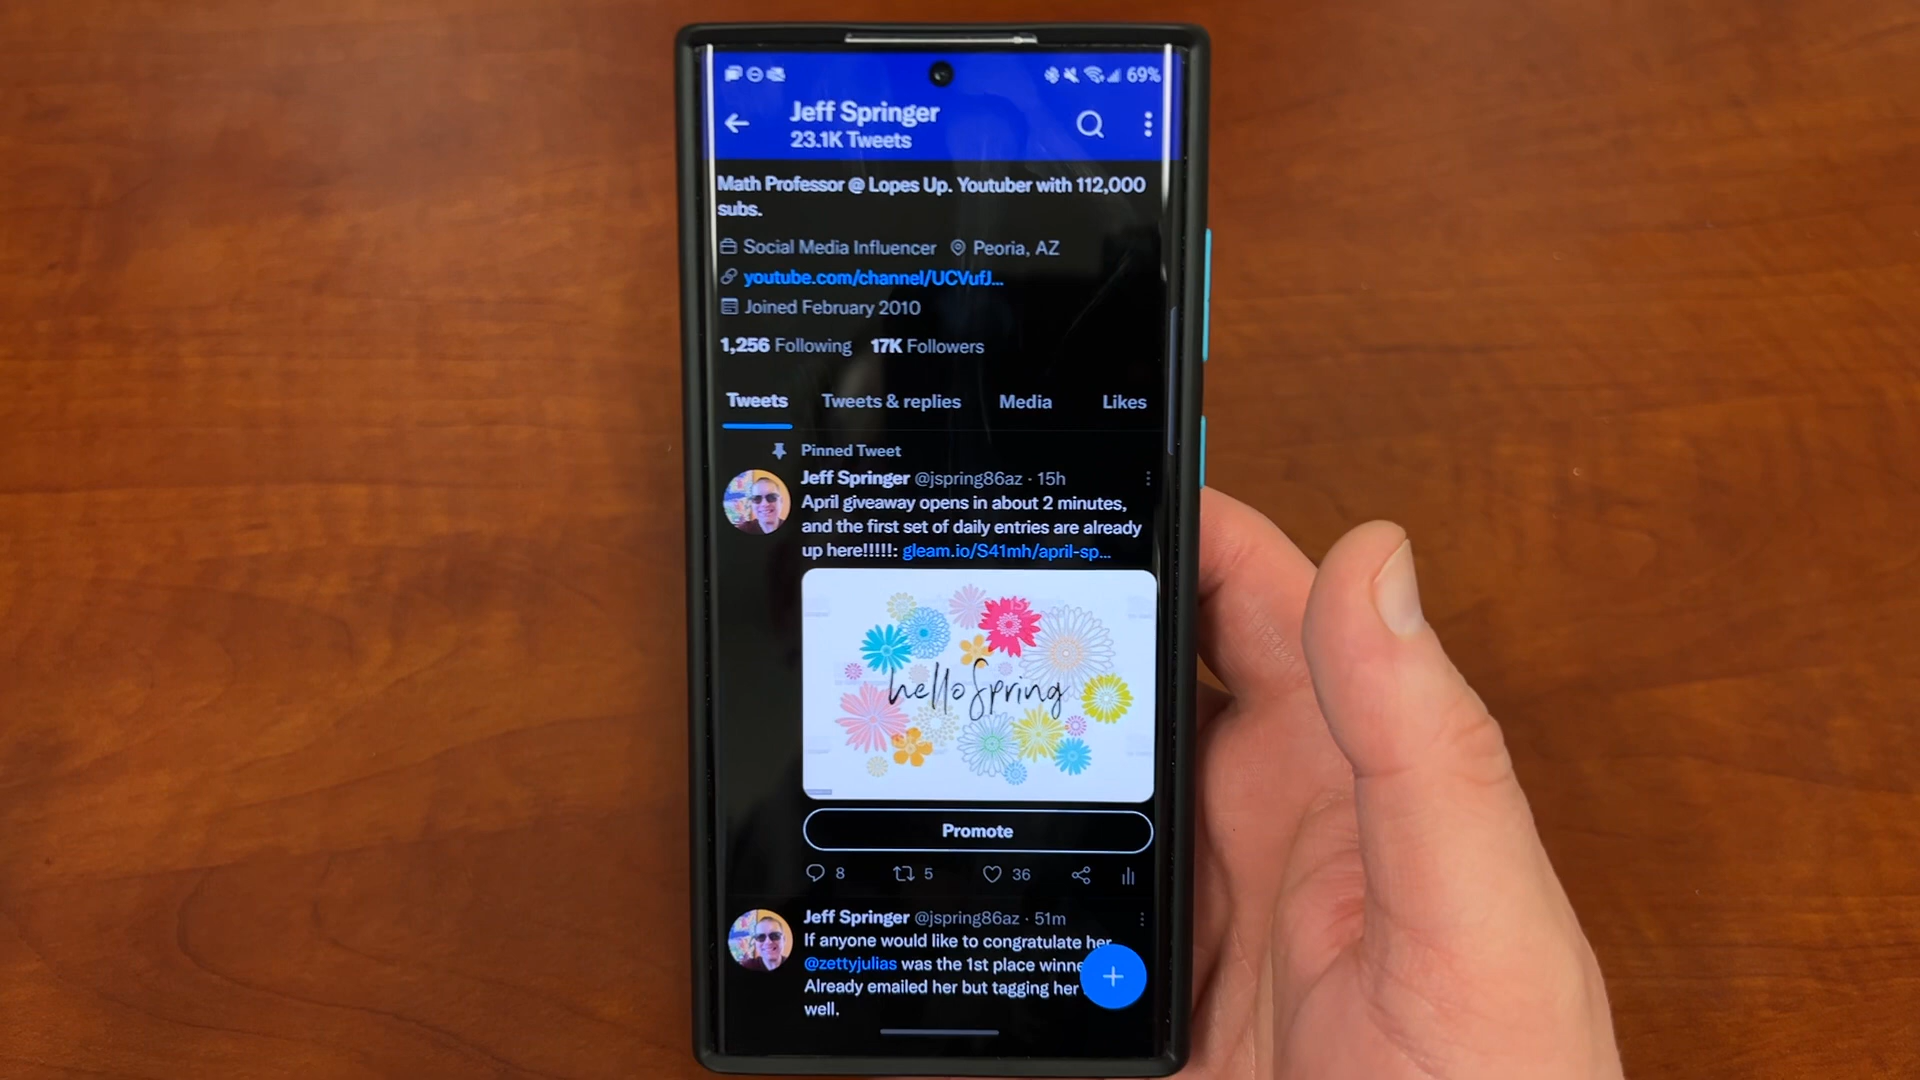 69%
Jeff Springer
23.1K Tweets
Math Professor @ Lopes Up. Youtuber with 112,000
subs.
Social Media Influencer Peoria, AZ
youtube.com/channel/UCVufJ...
Joined February 2010
1,256 Following 17K Followers
Tweets Tweets & replies Media Likes
Pinned Tweet
Jeff Springer @jspring86az · 15h
April giveaway opens in about 2 minutes,
and the first set of daily entries are already
up here!!!!!: gleam.io/S41mh/april-sp...
hello Spring
Promote
8 5 36
Jeff Springer @jspring86az · 51m
If anyone would like to congratulate her
@zettyjulias was the 1st place winne
Already emailed her but tagging her
well.